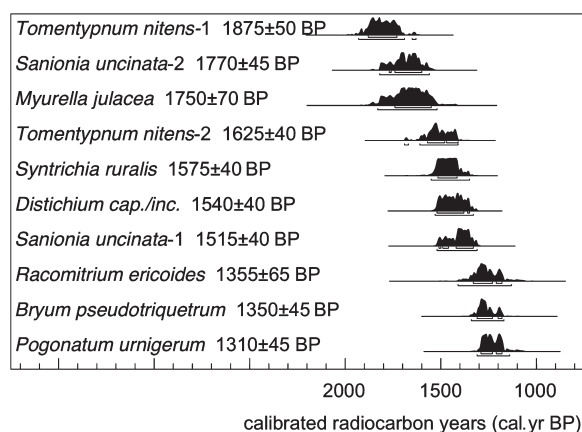 Tomentypnum nitens-1 1875±50 BP
Sanionia uncinata-2 1770±45 BP
Myurella julacea 1750±70 BP
Tomentypnum nitens-2 1625±40 BP
Syntrichia ruralis 1575±40 BP
Distichium cap./inc. 1540±40 BP
Sanionia uncinata-1 1515±40 BP
Racomitrium ericoides 1355±65 BP
Bryum pseudotriquetrum 1350±45 BP
Pogonatum urnigerum 1310±45 BP
2000 1500 1000
calibrated radiocarbon years (cal.yr BP)